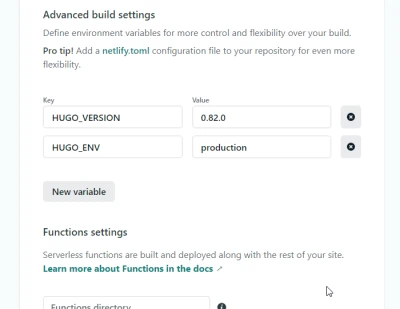 Advanced build settings
Define environment variables for more control and flexibility over your build.
Pro tip! Add a netlify.toml configuration file to your repository for even more
flexibility.
Key Value
HUGO_VERSION 0.82.0
HUGO_ENV production
New variable
Functions settings
Serverless functions are built and deployed along with the rest of your site.
Learn more about Functions in the docs ↗
Functions directory